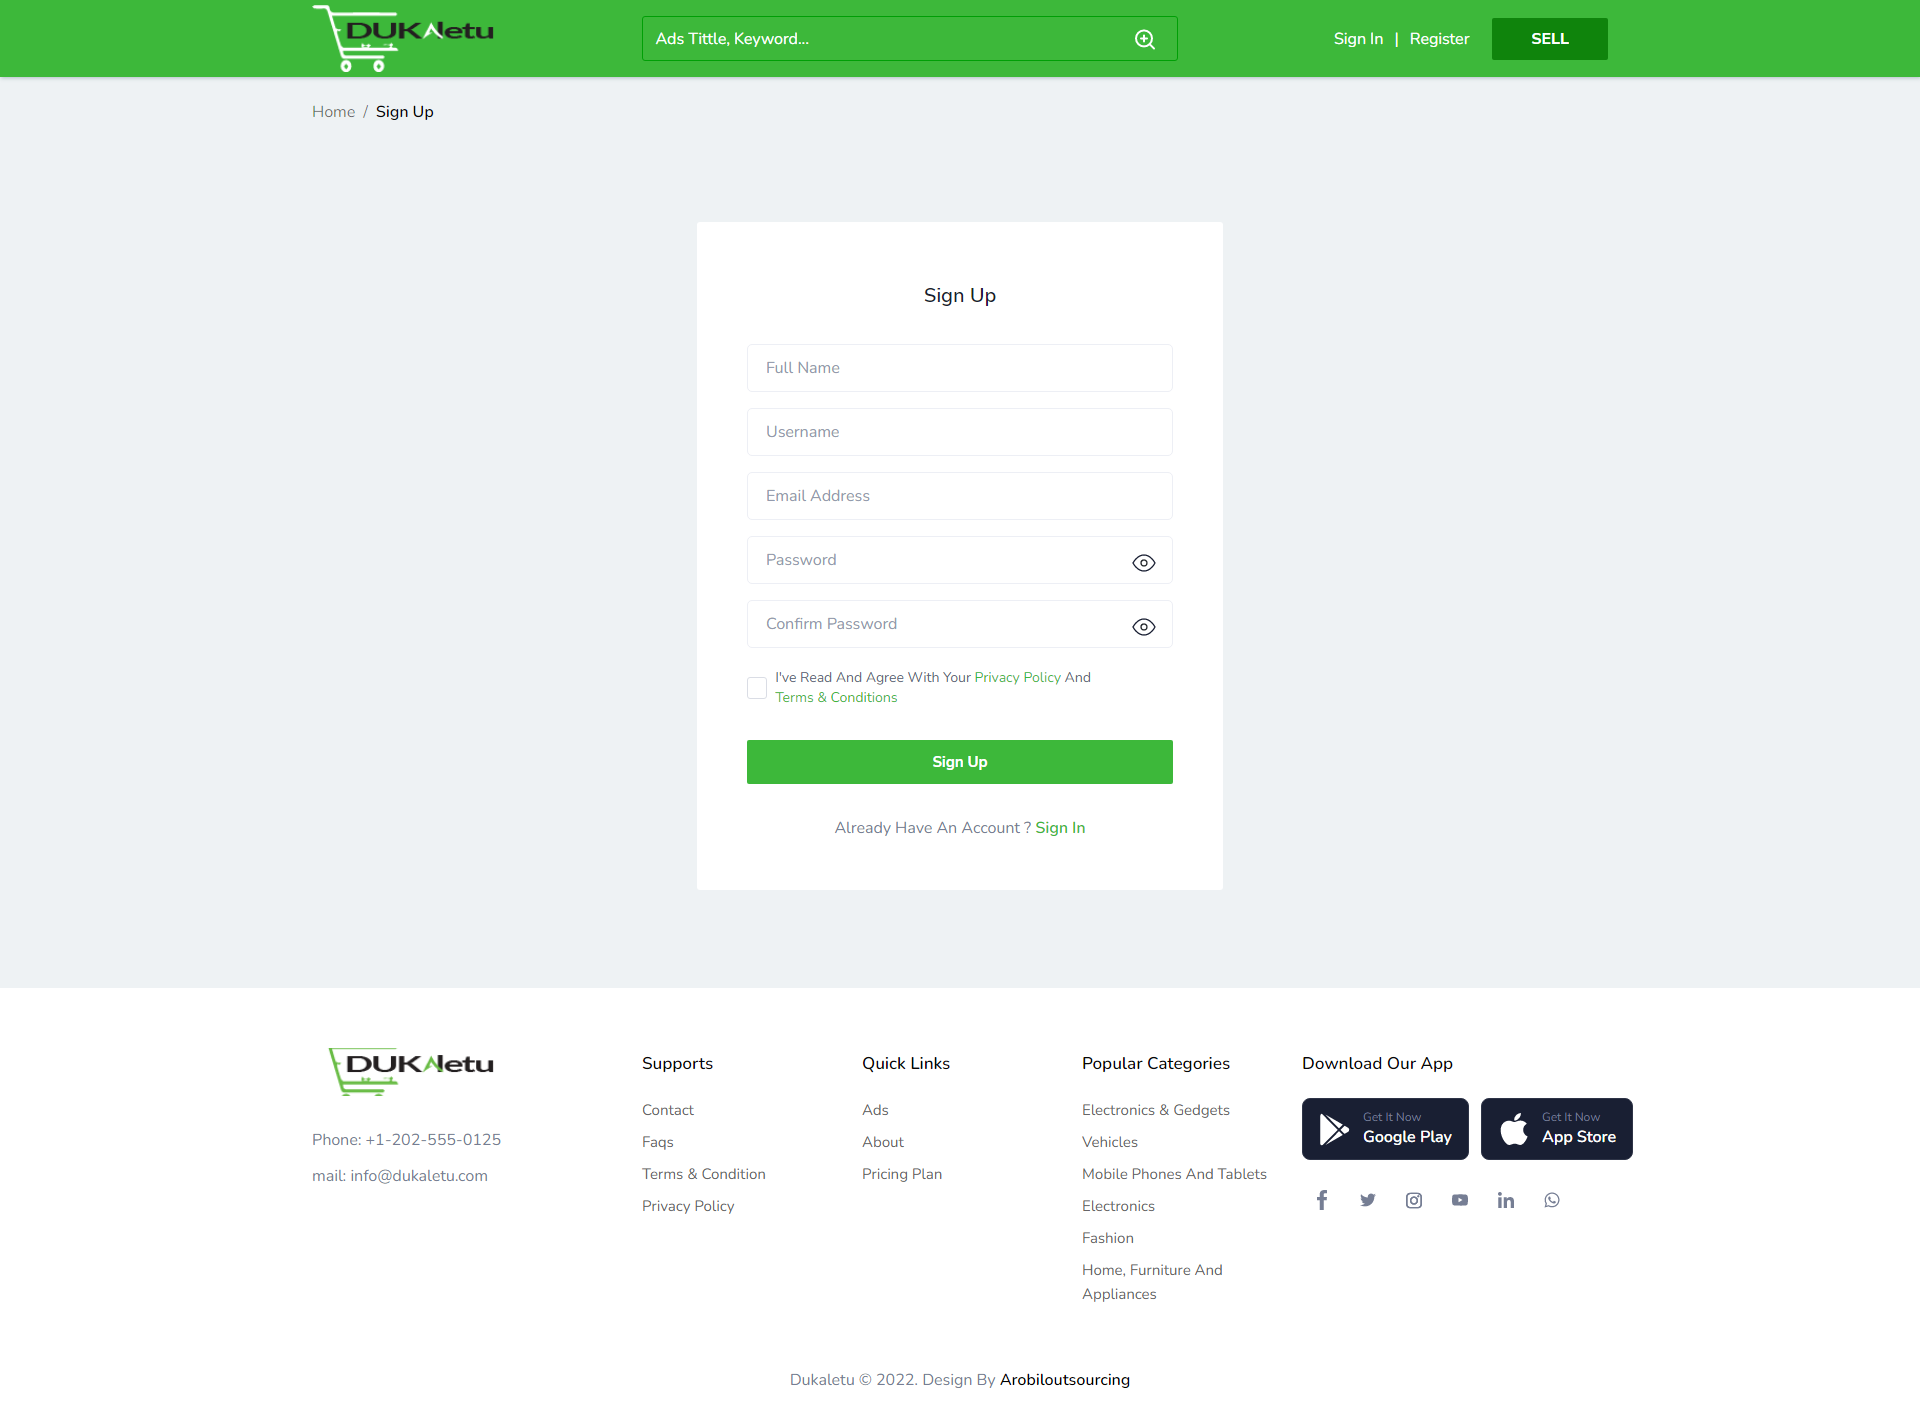 DUKAletu
Ads Tittle, Keyword...
Sign In | Register
SELL
Home / Sign Up
Sign Up
Full Name
Username
Email Address
Password
Confirm Password
I've Read And Agree With Your Privacy Policy And
Terms & Conditions
Sign Up
Already Have An Account ? Sign In
DUKAletu
Phone: +1-202-555-0125
mail: info@dukaletu.com
Supports
Contact
Faqs
Terms & Condition
Privacy Policy
Quick Links
Ads
About
Pricing Plan
Popular Categories
Electronics & Gedgets
Vehicles
Mobile Phones And Tablets
Electronics
Fashion
Home, Furniture And
Appliances
Download Our App
Get It Now
Google Play
Get It Now
App Store
Dukaletu © 2022. Design By Arobiloutsourcing